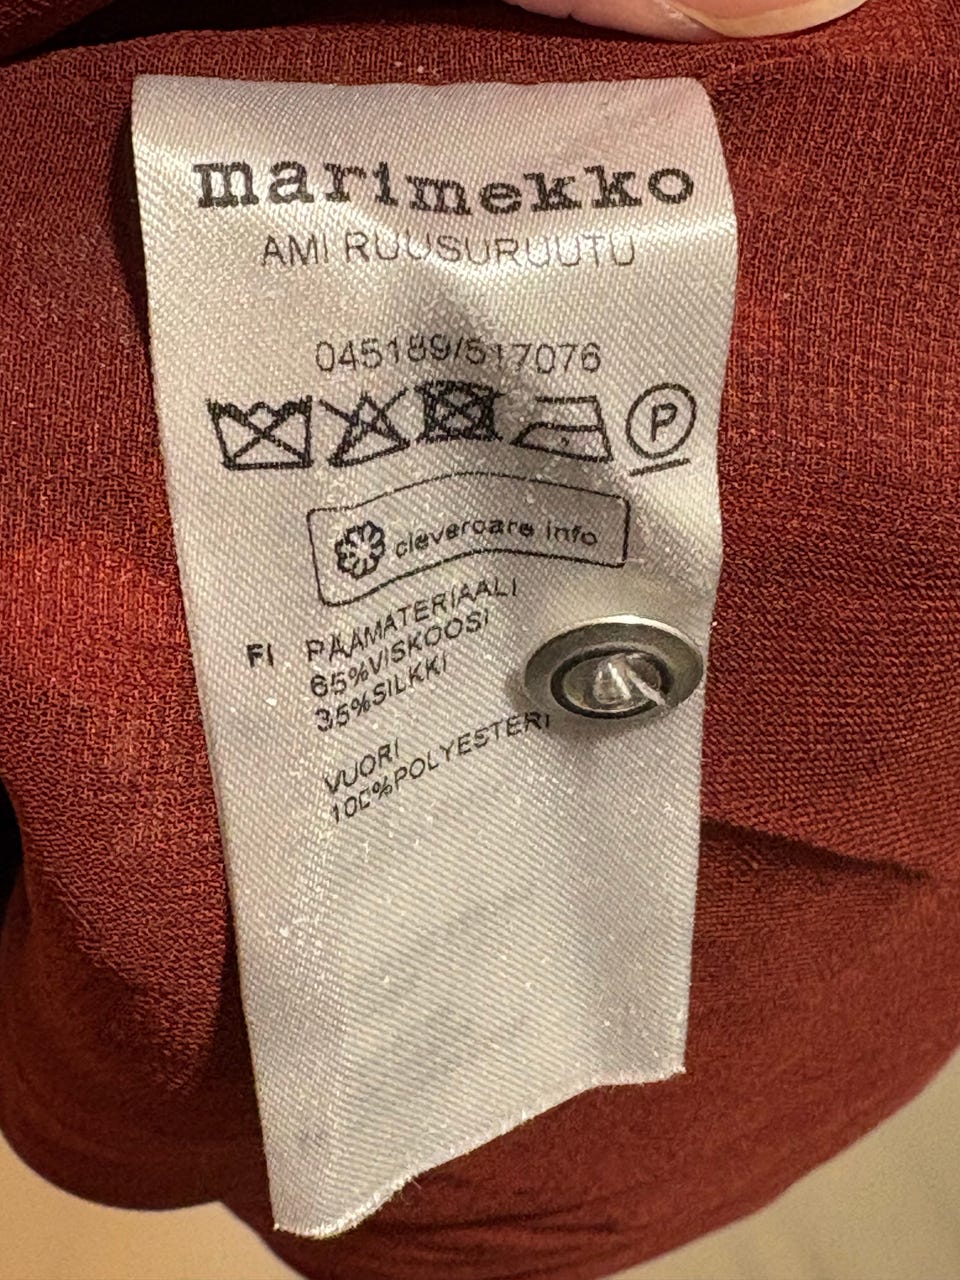 marimekko
AMI RUUSURUUTU
045189/517076
P
clevercare info
FI PÄÄMATERIAALI
65%VISKOOSI
35%SILKKI
VUORI
100%POLYESTERI